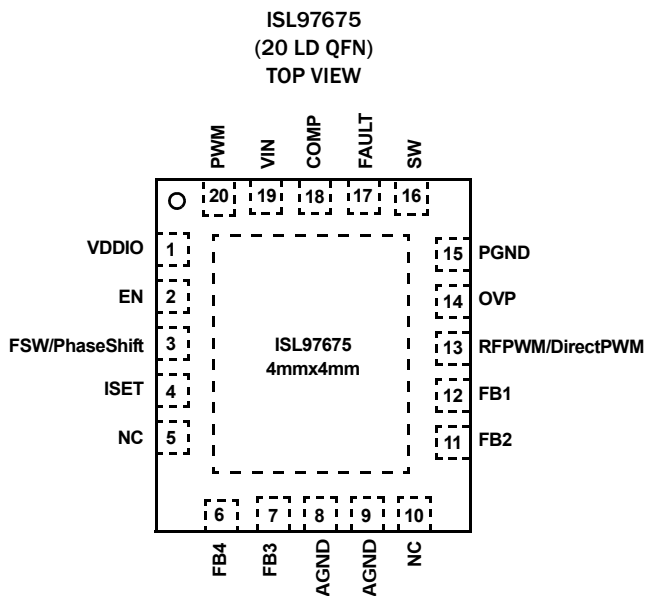 ISL97675
(20 LD QFN)
TOP VIEW
PWM
VIN
COMP
FAULT
SW
20
19
18
17
16
VDDIO
1
EN
2
FSW/PhaseShift
3
ISET
4
NC
5
ISL97675
4mmx4mm
15
PGND
14
OVP
13
RFPWM/DirectPWM
12
FB1
11
FB2
6
7
8
9
10
FB4
FB3
AGND
AGND
NC